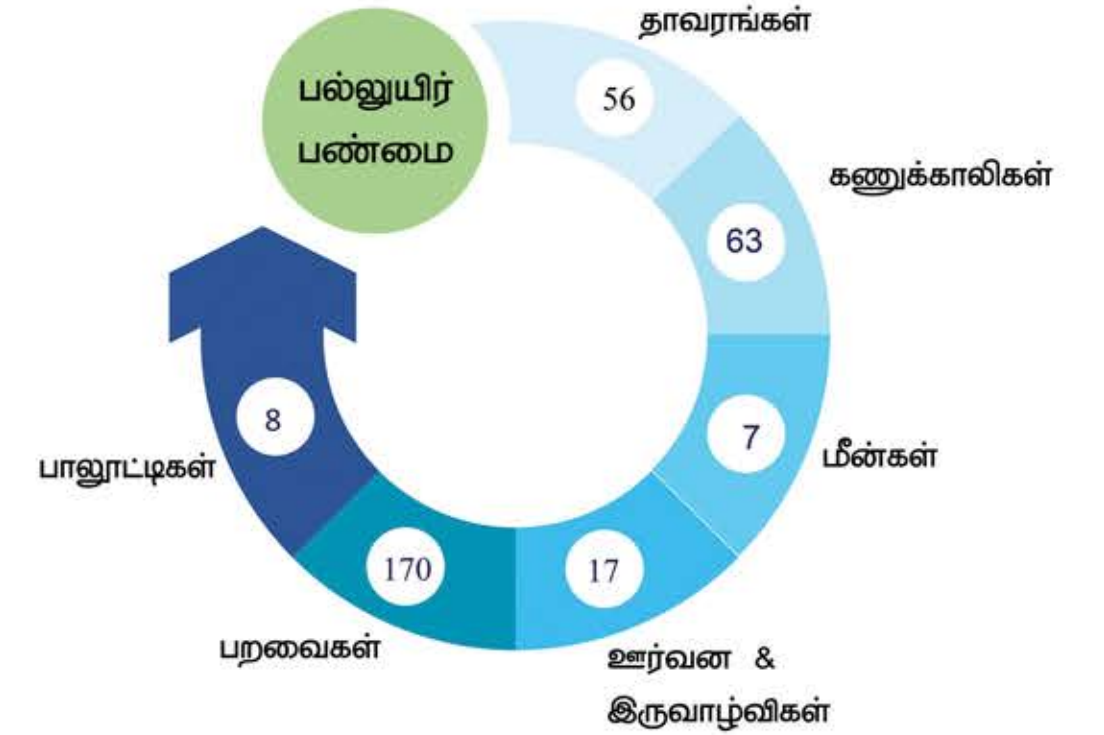 பல்லுயிர்
பண்மை
தாவரங்கள்
56
கணுக்காலிகள்
63
மீன்கள்
7
ஊர்வன &
இருவாழ்விகள்
17
பறவைகள்
170
பாலூட்டிகள்
8